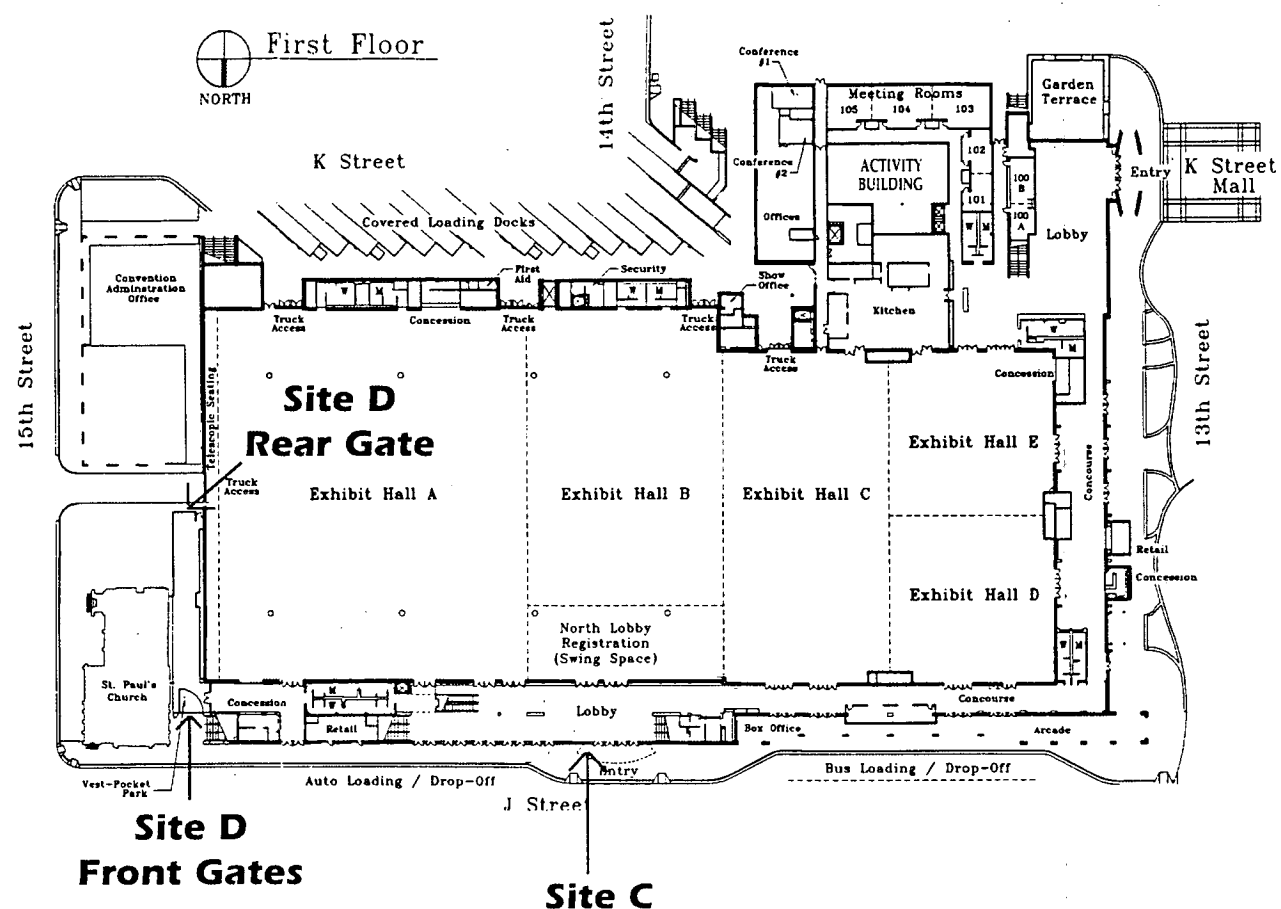 First Floor
NORTH
14th Street
K Street
Conference
#1
Meeting Rooms
105
104
103
Garden
Terrace
Conference
#2
ACTIVITY
BUILDING
102
101
100
B
100
A
Entry
K Street
Mall
Covered Loading Docks
Offices
W
M
Lobby
Convention
Adminstration
Office
First
Aid
Security
Show
Office
W
M
W
M
Kitchen
Truck
Access
Concession
Truck
Access
Truck
Access
Truck
Access
W
M
Concession
15th Street
13th Street
Telescopic Seating
Site D
Rear Gate
Truck
Access
Exhibit Hall A
Exhibit Hall B
Exhibit Hall C
Exhibit Hall E
Concourse
Retail
Concession
Exhibit Hall D
North Lobby
Registration
(Swing Space)
W
M
St. Paul's
Church
Concession
M
W
Retail
Lobby
Concourse
Box Office
Arcade
Vest-Pocket
Park
Auto Loading / Drop-Off
Entry
Bus Loading / Drop-Off
J Street
Site D
Front Gates
Site C